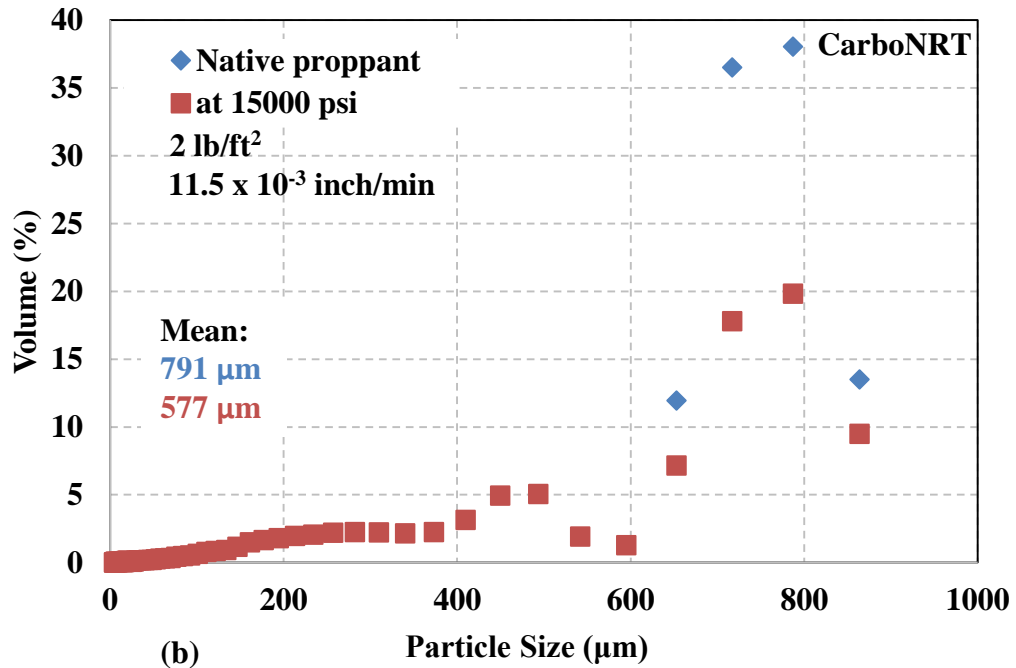 40
35
30
25
20
15
10
5
0
Volume (%)
Native proppant
at 15000 psi
2 lb/ft²
11.5 x 10⁻³ inch/min
CarboNRT
Mean:
791 µm
577 µm
0 200 400 600 800 1000
(b) Particle Size (µm)